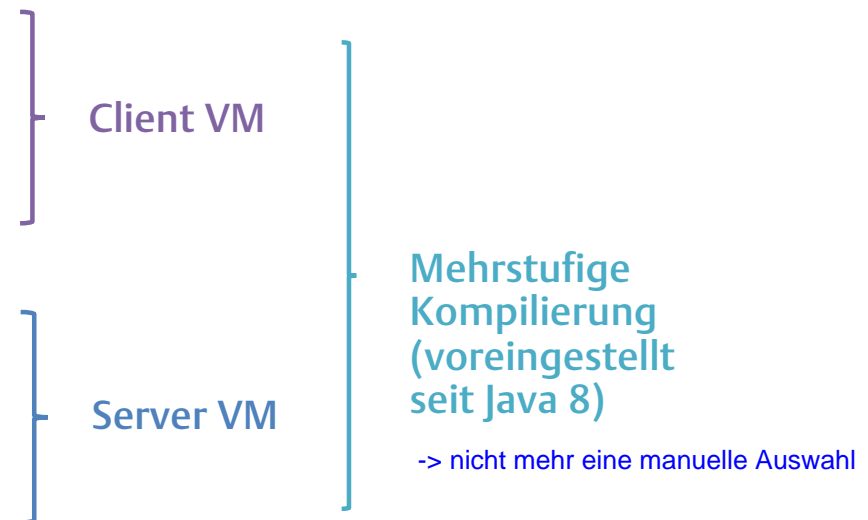 Client VM
Mehrstufige
Kompilierung
(voreingestellt
seit Java 8)
Server VM
-> nicht mehr eine manuelle Auswahl